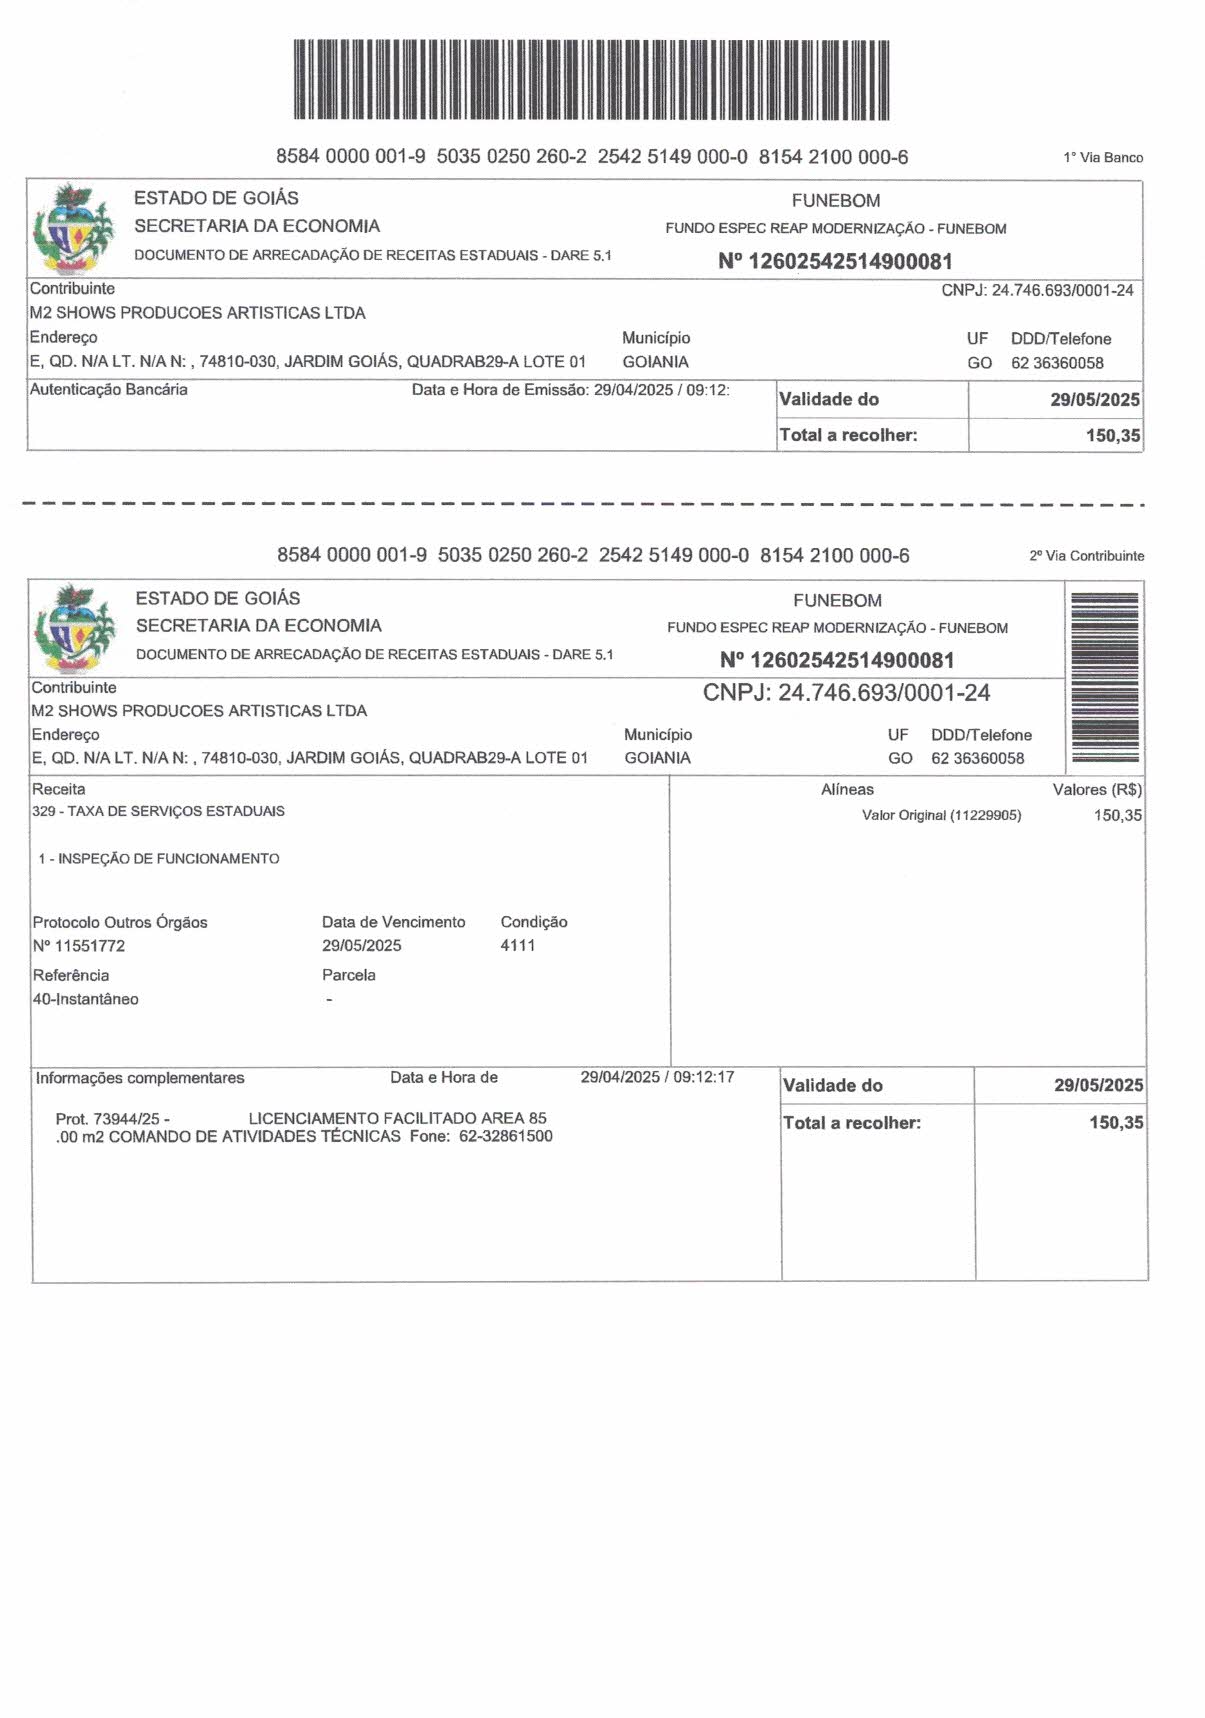 8584 0000 001-9 5035 0250 260-2 2542 5149 000-0 8154 2100 000-6 1° Via Banco
ESTADO DE GOIÁS FUNEBOM
SECRETARIA DA ECONOMIA FUNDO ESPEC REAP MODERNIZAÇÃO - FUNEBOM
DOCUMENTO DE ARRECADAÇÃO DE RECEITAS ESTADUAIS - DARE 5.1 Nº 12602542514900081
Contribuinte CNPJ: 24.746.693/0001-24
M2 SHOWS PRODUCOES ARTISTICAS LTDA
Endereço Município UF DDD/Telefone
E, QD. N/A LT. N/A N: , 74810-030, JARDIM GOIÁS, QUADRAB29-A LOTE 01 GOIANIA GO 62 36360058
Autenticação Bancária Data e Hora de Emissão: 29/04/2025 / 09:12:
Validade do 29/05/2025
Total a recolher: 150,35
8584 0000 001-9 5035 0250 260-2 2542 5149 000-0 8154 2100 000-6 2º Via Contribuinte
ESTADO DE GOIÁS FUNEBOM
SECRETARIA DA ECONOMIA FUNDO ESPEC REAP MODERNIZAÇÃO - FUNEBOM
DOCUMENTO DE ARRECADAÇÃO DE RECEITAS ESTADUAIS - DARE 5.1 Nº 12602542514900081
Contribuinte CNPJ: 24.746.693/0001-24
M2 SHOWS PRODUCOES ARTISTICAS LTDA
Endereço Município UF DDD/Telefone
E, QD. N/A LT. N/A N: , 74810-030, JARDIM GOIÁS, QUADRAB29-A LOTE 01 GOIANIA GO 62 36360058
Receita Alíneas Valores (R$)
329 - TAXA DE SERVIÇOS ESTADUAIS Valor Original (11229905) 150,35
1 - INSPEÇÃO DE FUNCIONAMENTO
Protocolo Outros Órgãos Data de Vencimento Condição
Nº 11551772 29/05/2025 4111
Referência Parcela
40-Instantâneo -
Informações complementares Data e Hora de 29/04/2025 / 09:12:17
Validade do 29/05/2025
Prot. 73944/25 - LICENCIAMENTO FACILITADO AREA 85
.00 m2 COMANDO DE ATIVIDADES TÉCNICAS Fone: 62-32861500
Total a recolher: 150,35